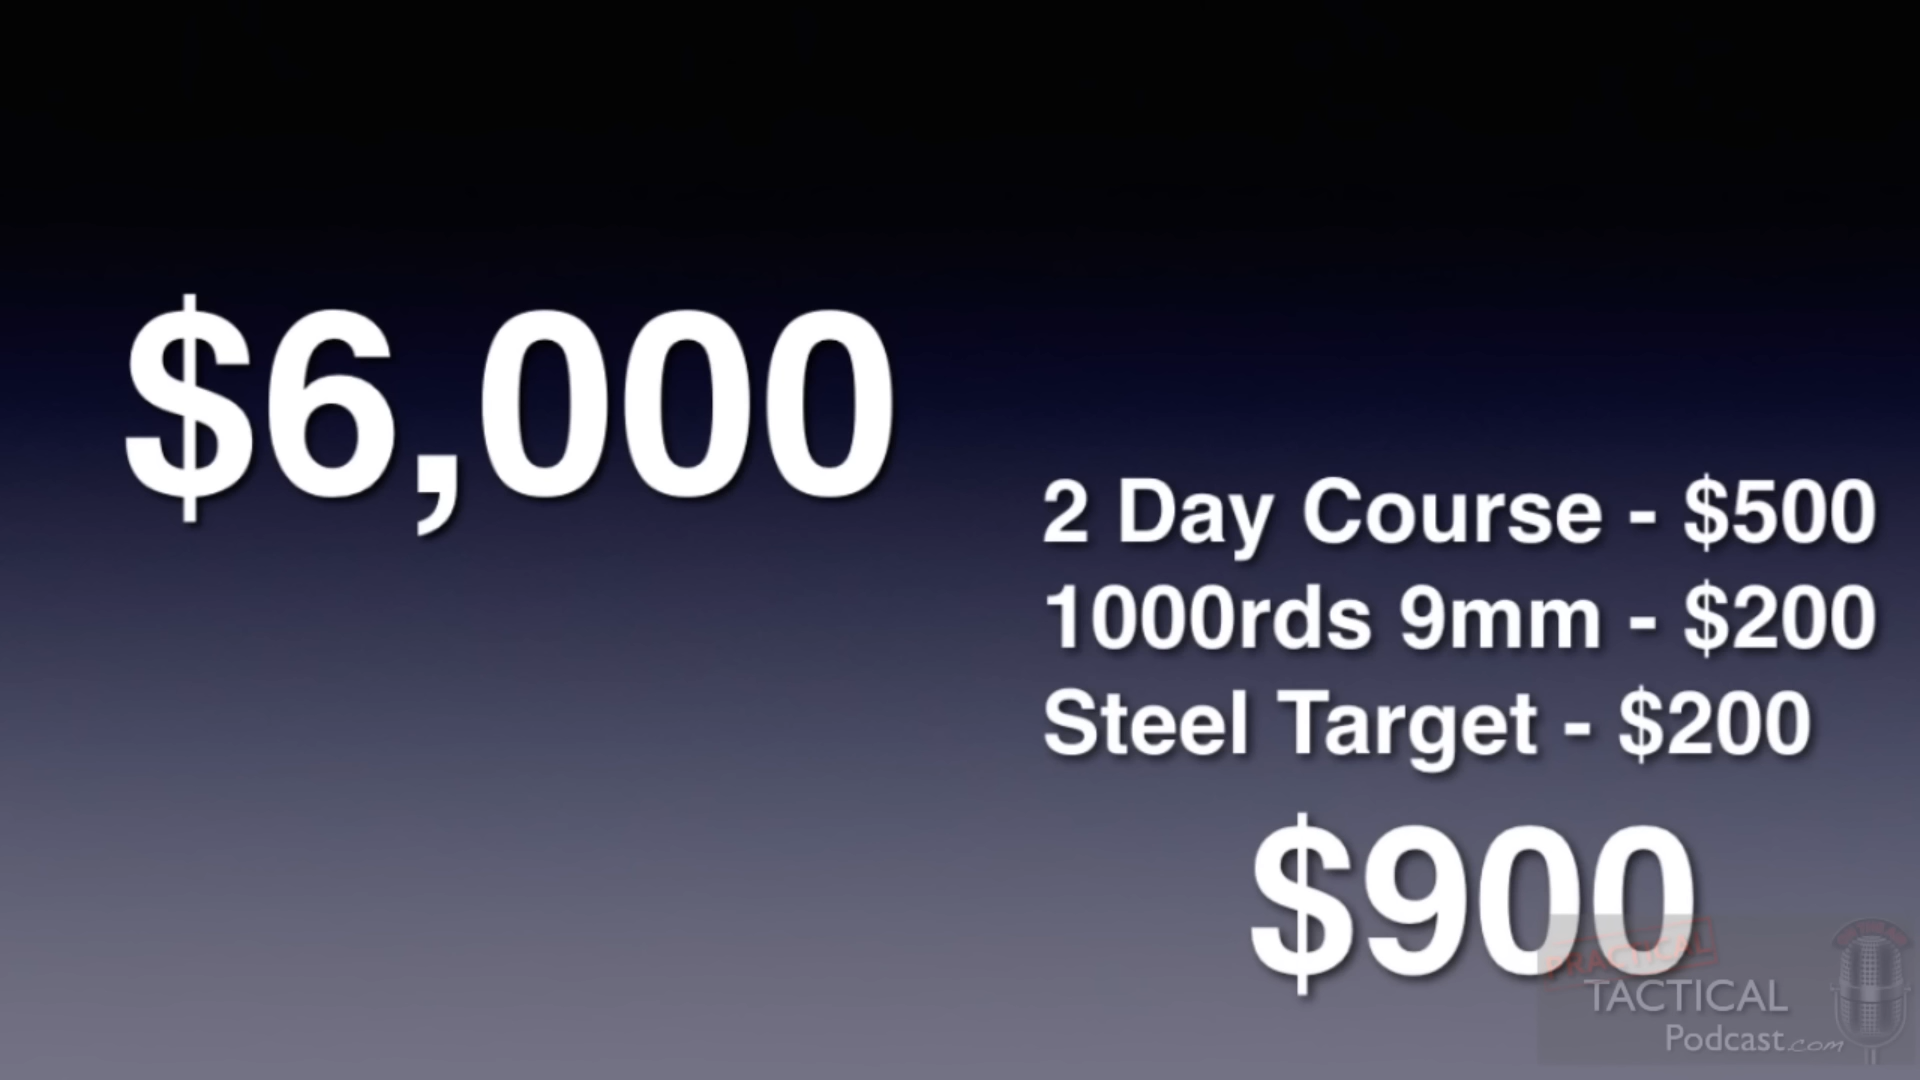 $6,000
2 Day Course - $500
1000rds 9mm - $200
Steel Target - $200
$900
PRACTICAL
TACTICAL
Podcast.com